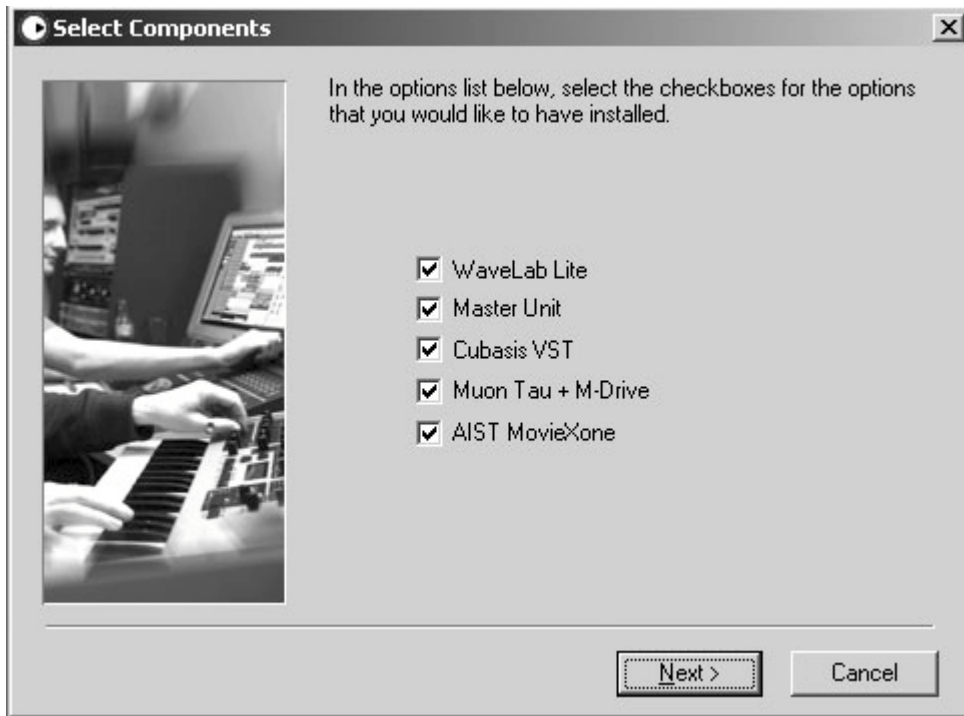 Select Components
In the options list below, select the checkboxes for the options
that you would like to have installed.
WaveLab Lite
Master Unit
Cubasis VST
Muon Tau + M-Drive
AIST MovieXone
Next >
Cancel